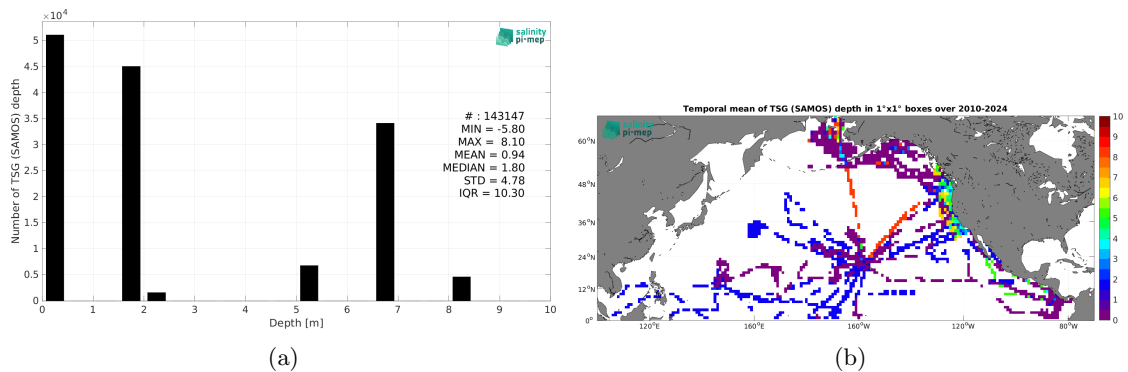 ×10⁴
salinity
pi-mep
# : 143147
MIN = -5.80
MAX = 8.10
MEAN = 0.94
MEDIAN = 1.80
STD = 4.78
IQR = 10.30
Number of TSG (SAMOS) depth
5
4.5
4
3.5
3
2.5
2
1.5
1
0.5
0
0 1 2 3 4 5 6 7 8 9 10
Depth [m]
(a)
Temporal mean of TSG (SAMOS) depth in 1°x1° boxes over 2010-2024
salinity
pi-mep
60°N
48°N
36°N
24°N
12°N
0°
120°E 160°E 160°W 120°W 80°W
10
9
8
7
6
5
4
3
2
1
0
(b)